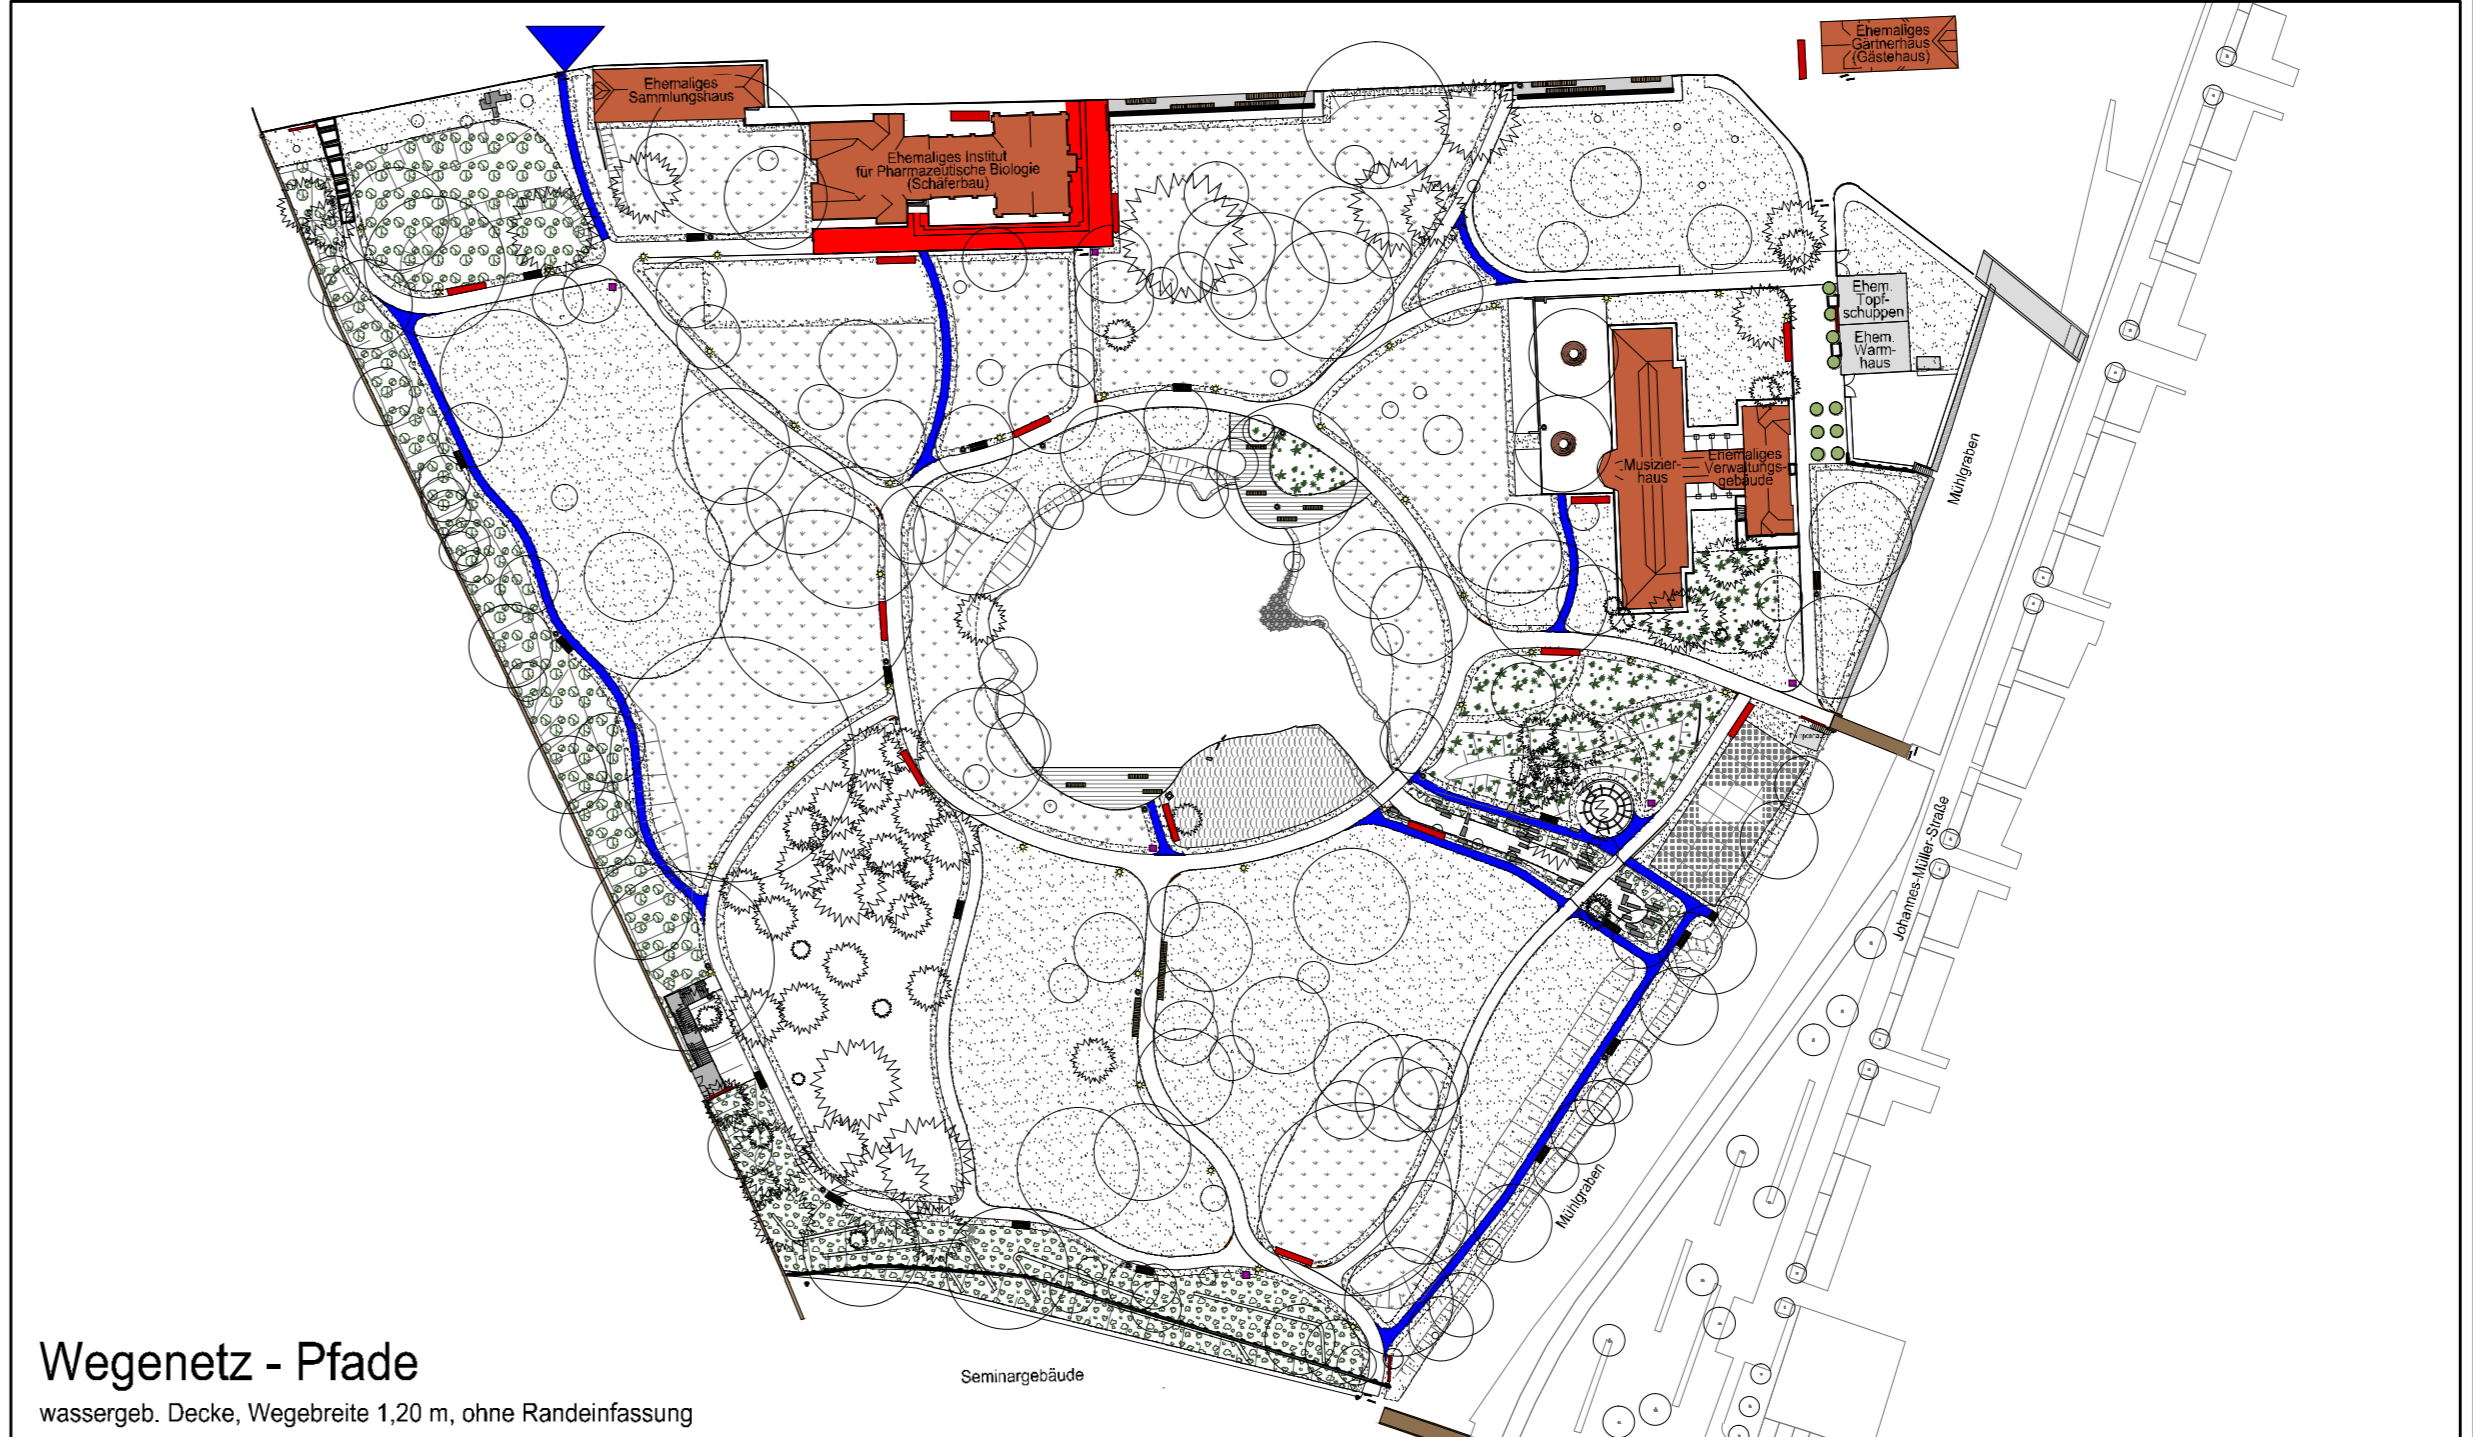 Ehemaliges
Gärtnerhaus
(Gästehaus)
Ehemaliges
Sammlungshaus
Ehemaliges Institut
für Pharmazeutische Biologie
(Schäferbau)
Ehem.
Topf-
schuppen
Ehem.
Warm-
haus
Musizier-
haus
Ehemaliges
Verwaltungs-
gebäude
Mühlgraben
Johannes-Müller-Straße
Mühlgraben
Seminargebäude
Wegenetz - Pfade
wassergeb. Decke, Wegebreite 1,20 m, ohne Randeinfassung